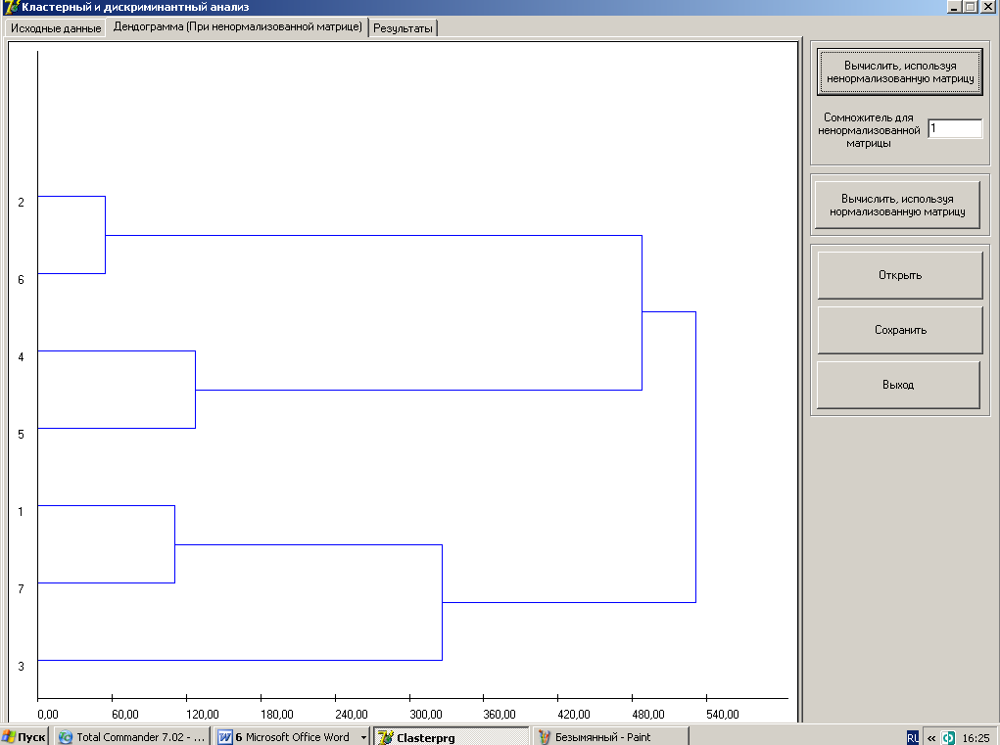 Кластерный и дискриминантный анализ
Исходные данные
Дендограмма (При ненормализованной матрице)
Результаты
2
6
4
5
1
7
3
0,00 60,00 120,00 180,00 240,00 300,00 360,00 420,00 480,00 540,00
Вычислить, используя
ненормализованную матрицу
Сомножитель для
ненормализованной
матрицы
1
Вычислить, используя
нормализованную матрицу
Открыть
Сохранить
Выход
Пуск
Total Commander 7.02 - ...
6 Microsoft Office Word
Clasterprg
Безымянный - Paint
RU
«
16:25